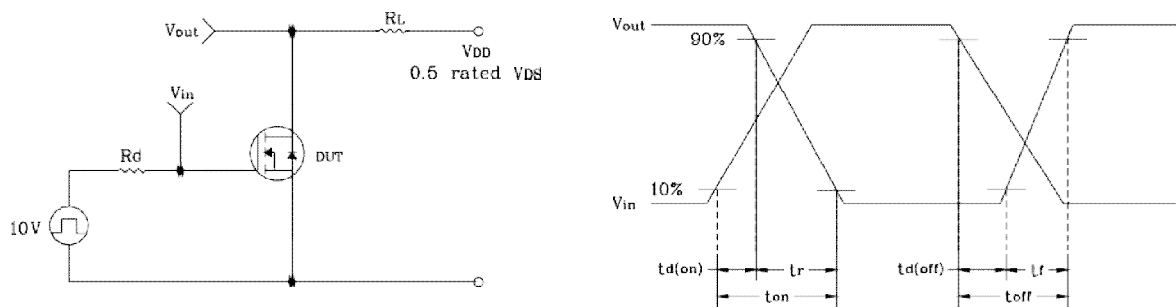 Vout
RL
VDD
0.5 rated VDS
Vin
Rd
DUT
10V
Vout
90%
10%
Vin
td(on)
tr
ton
td(off)
tf
toff